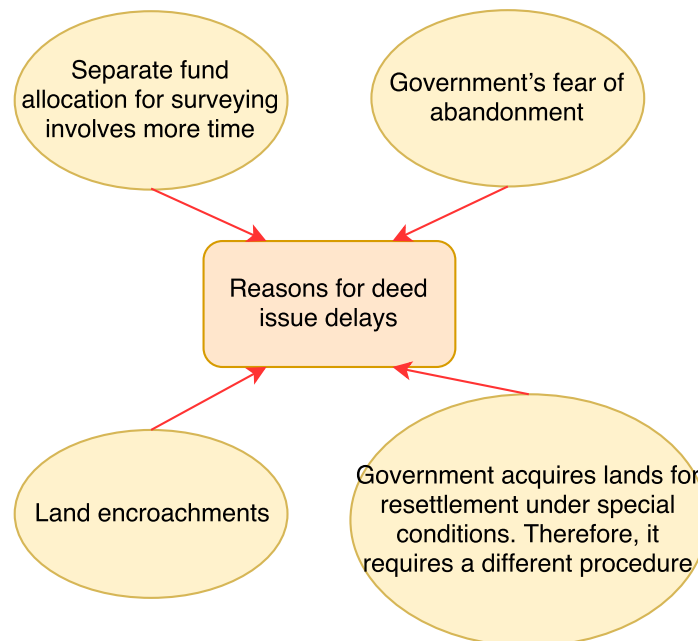 Separate fund
allocation for surveying
involves more time
Government’s fear of
abandonment
Reasons for deed
issue delays
Land encroachments
Government acquires lands for
resettlement under special
conditions. Therefore, it
requires a different procedure